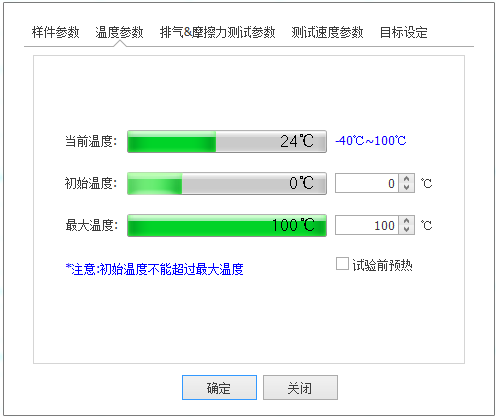 样件参数 温度参数 排气&摩擦力测试参数 测试速度参数 目标设定
当前温度: 24℃ -40℃~100℃
初始温度: 0℃ 0 ℃
最大温度: 100℃ 100 ℃
*注意:初始温度不能超过最大温度 试验前预热
确定 关闭